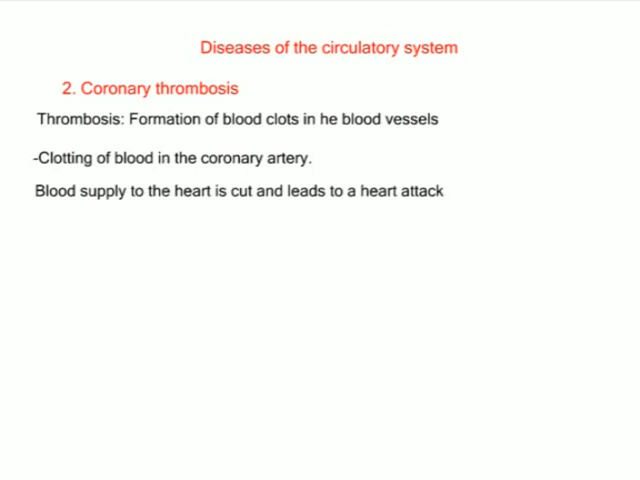 Diseases of the circulatory system
2. Coronary thrombosis
Thrombosis: Formation of blood clots in he blood vessels
-Clotting of blood in the coronary artery.
Blood supply to the heart is cut and leads to a heart attack